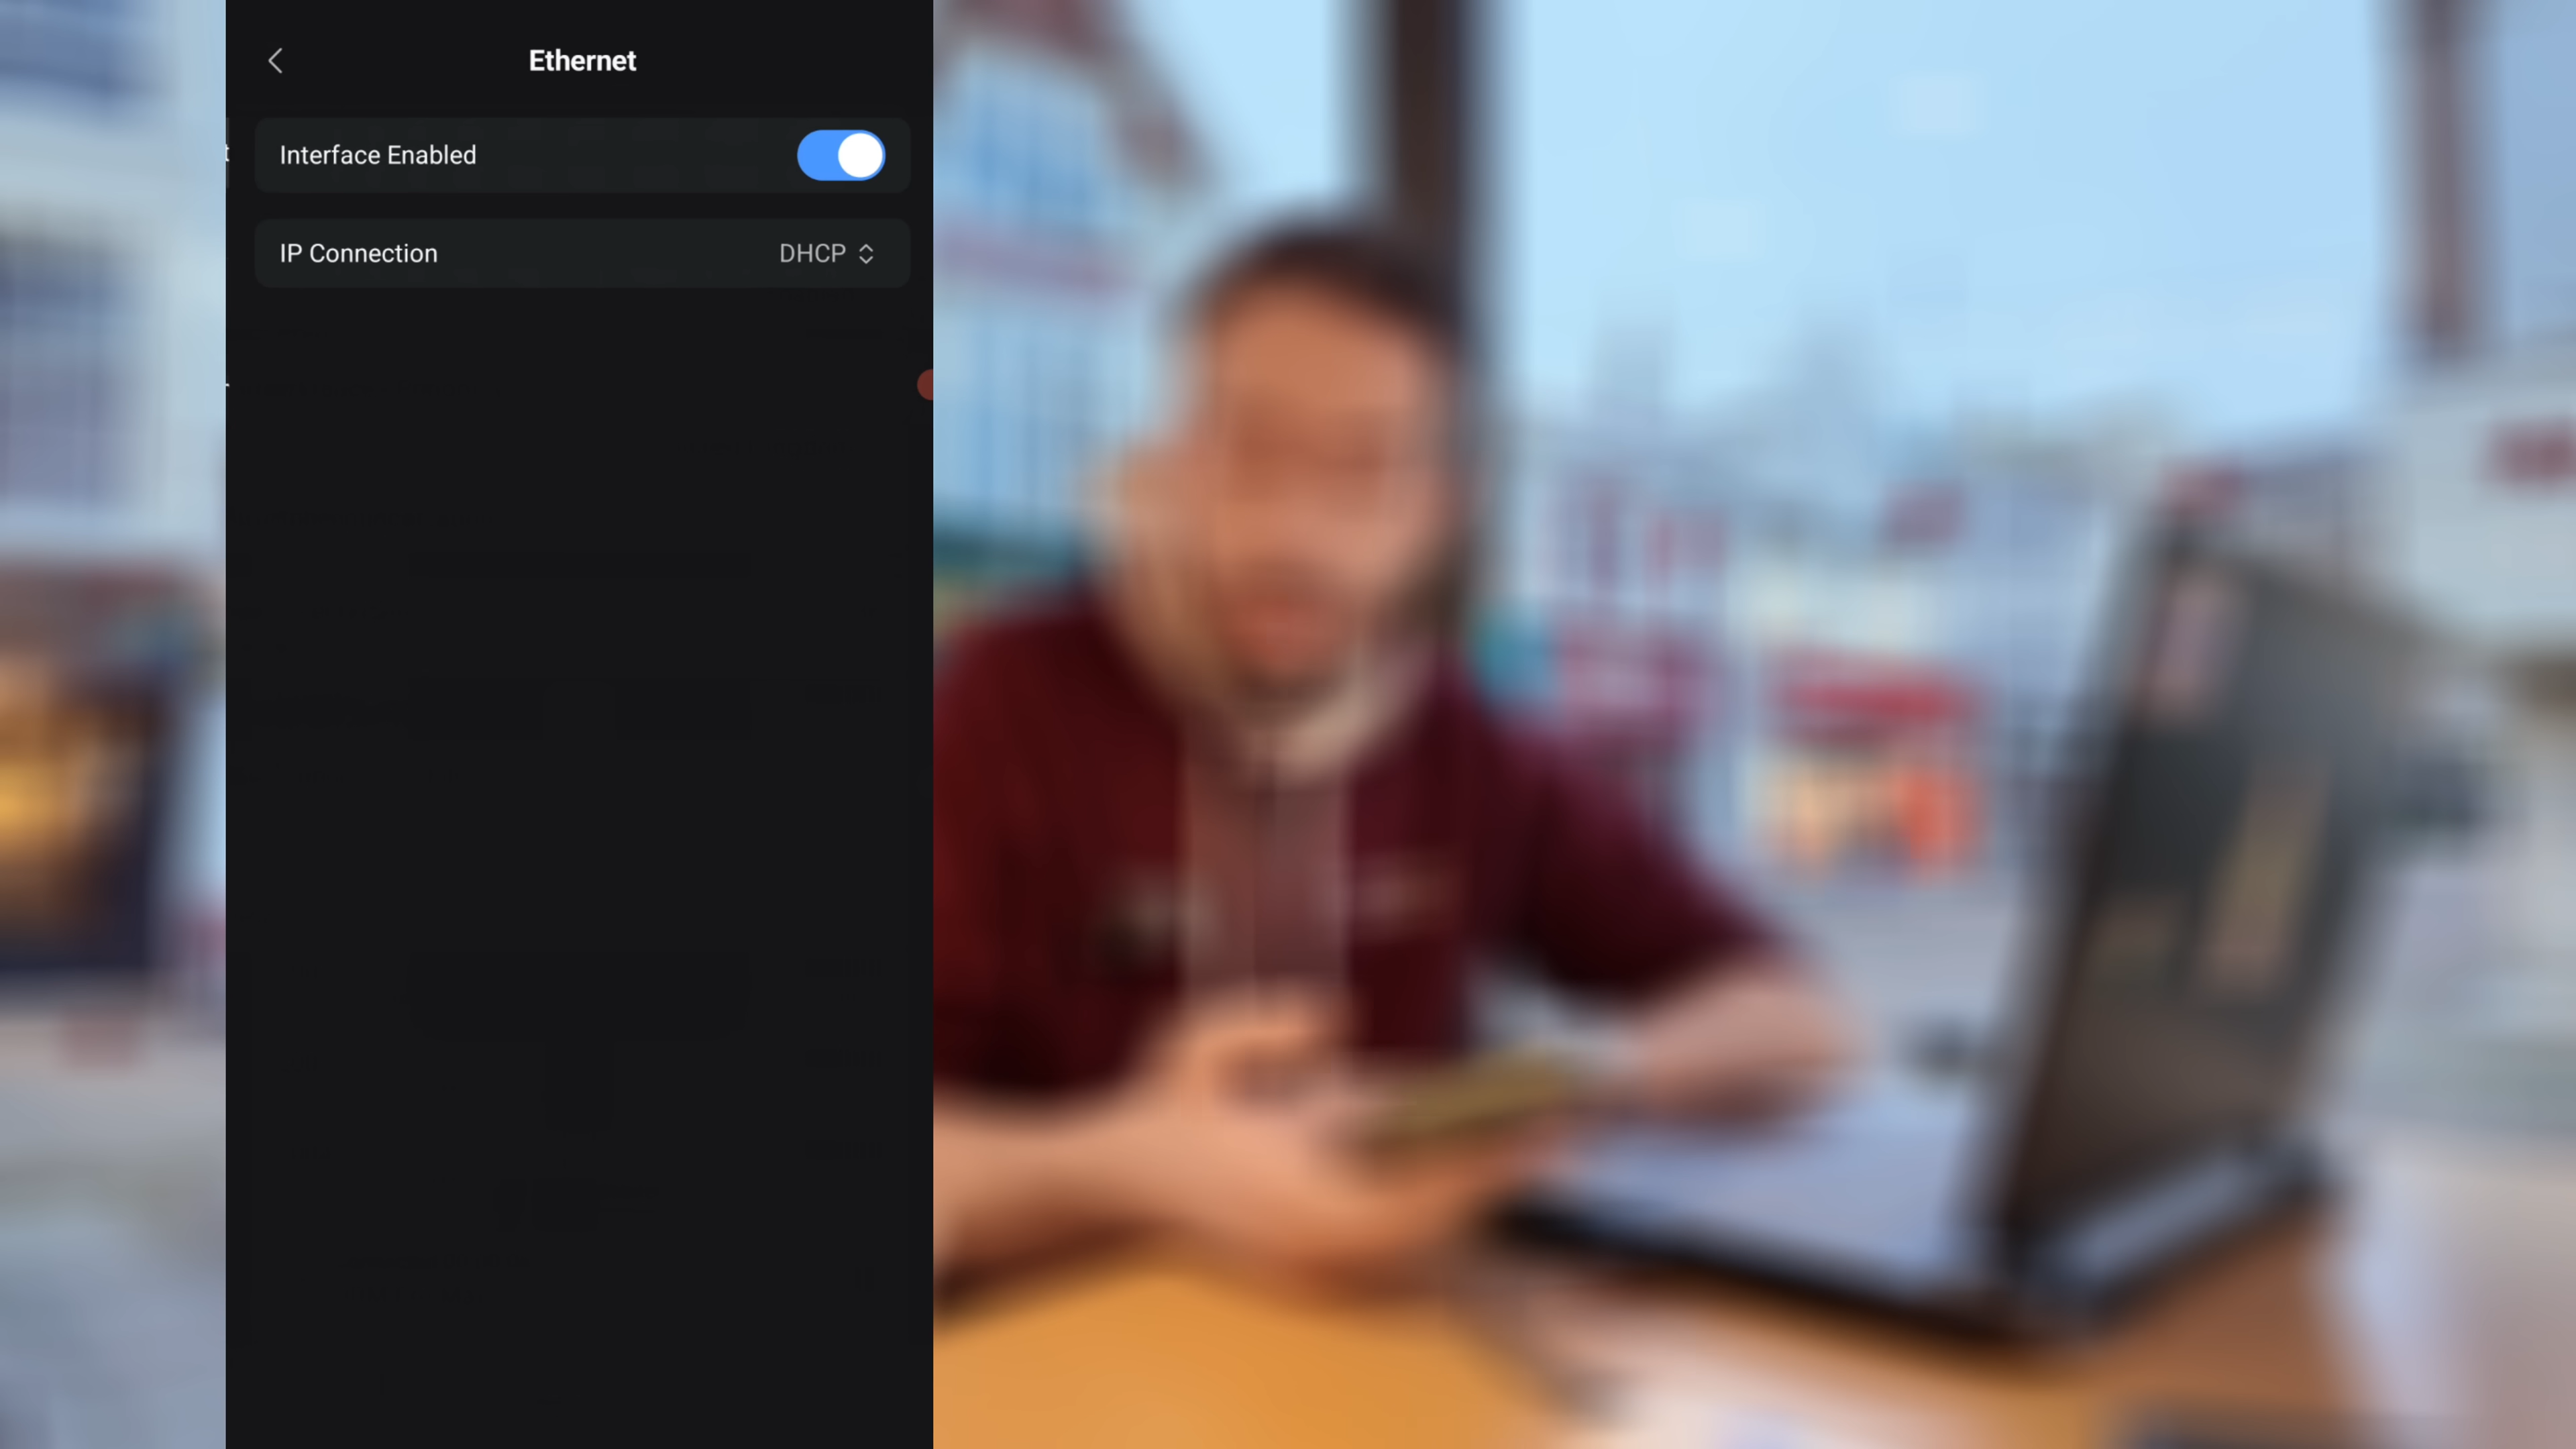 Ethernet
Interface Enabled
IP Connection
DHCP